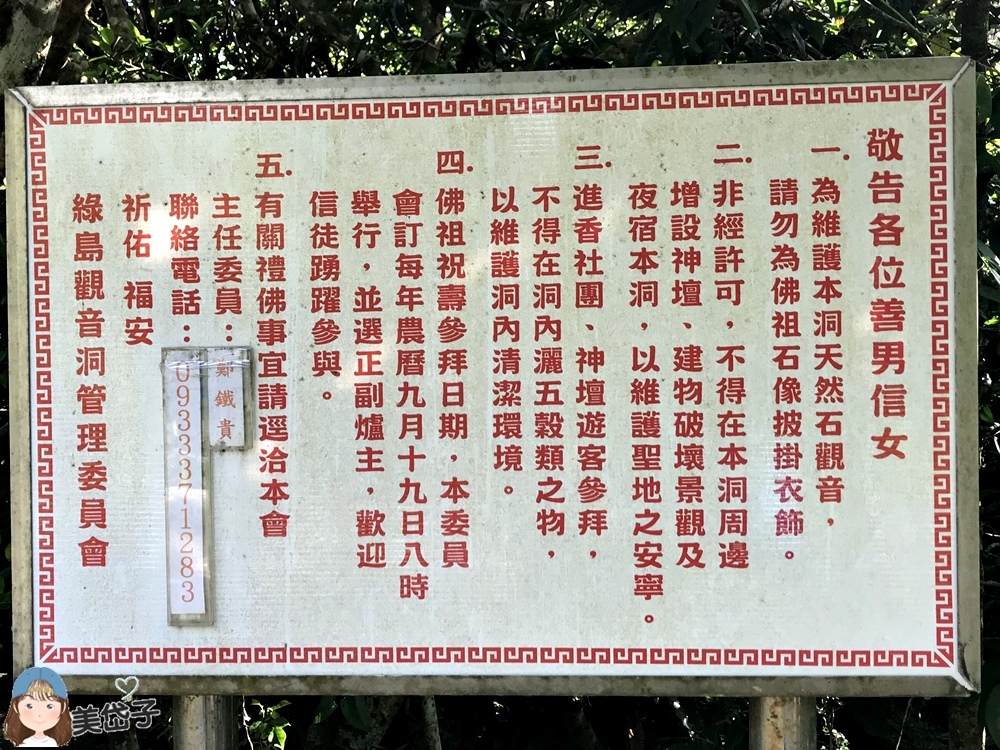 敬告各位善男信女
一.為維護本洞天然石觀音，
請勿為佛祖石像披掛衣飾。
二.非經許可，不得在本洞周邊
增設神壇、建物破壞景觀及
夜宿本洞，以維護聖地之安寧。
三.進香社團、神壇遊客參拜，
不得在洞內灑五穀類之物，
以維護洞內清潔環境。
四.佛祖祝壽參拜日期，本委員
會訂每年農曆九月十九日八時
舉行，並選正副爐主，歡迎
信徒踴躍參與。
五.有關禮佛事宜請逕洽本會
主任委員：鄭鐵貴
聯絡電話：0933371283
祈佑 福安
綠島觀音洞管理委員會
美岱子